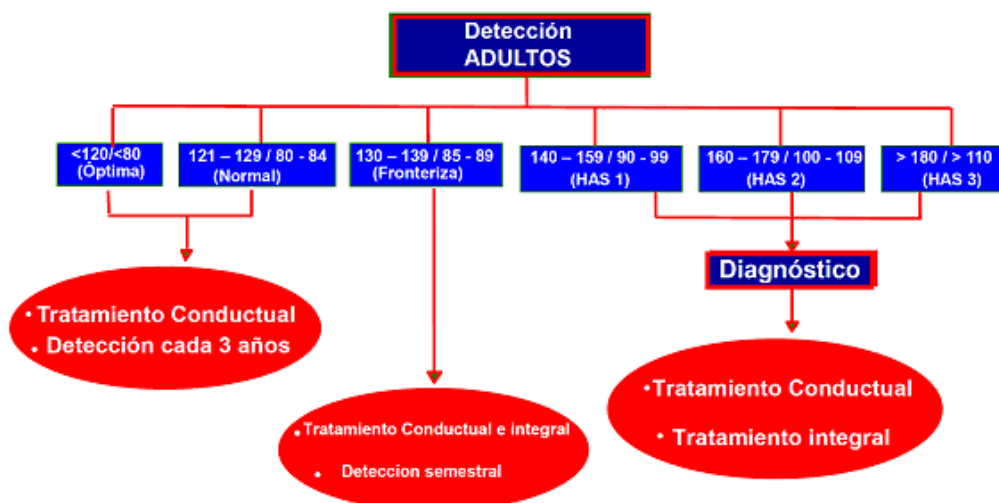 Detección
ADULTOS
<120/<80
(Óptima)
121 – 129 / 80 - 84
(Normal)
130 – 139 / 85 - 89
(Fronteriza)
140 – 159 / 90 - 99
(HAS 1)
160 – 179 / 100 - 109
(HAS 2)
> 180 / > 110
(HAS 3)
Diagnóstico
• Tratamiento Conductual
• Detección cada 3 años
• Tratamiento Conductual e integral
• Deteccion semestral
• Tratamiento Conductual
• Tratamiento integral